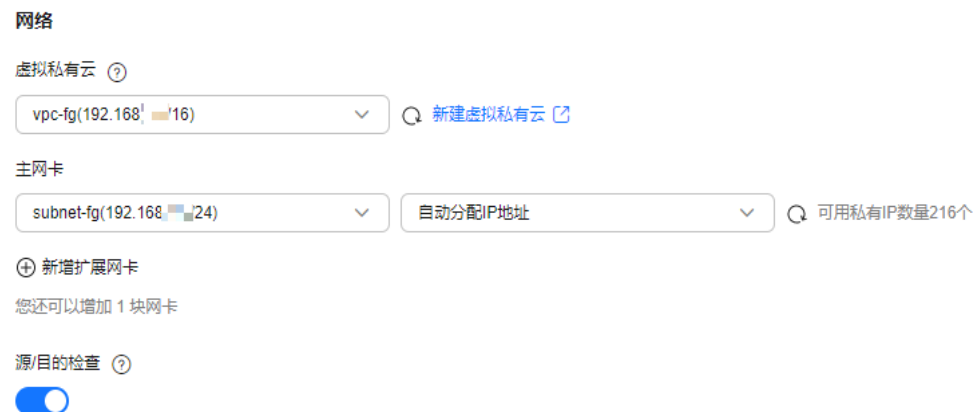 网络
虚拟私有云 ?
vpc-fg(192.168 /16) 新建虚拟私有云
主网卡
subnet-fg(192.168 /24) 自动分配IP地址 可用私有IP数量216个
新增扩展网卡
您还可以增加 1 块网卡
源/目的检查 ?